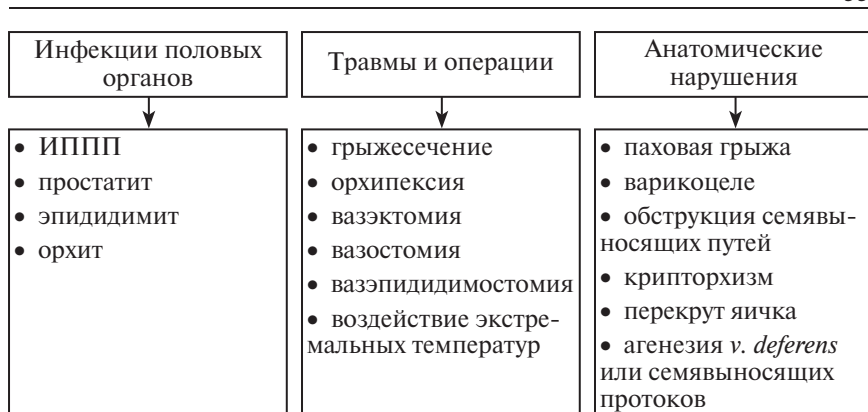 Инфекции половых
органов
Травмы и операции
Анатомические
нарушения
• ИППП
• простатит
• эпидидимит
• орхит
• грыжесечение
• орхипексия
• вазэктомия
• вазостомия
• вазэпидидимостомия
• воздействие экстре-
мальных температур
• паховая грыжа
• варикоцеле
• обструкция семявы-
носящих путей
• крипторхизм
• перекрут яичка
• агенезия v. deferens
или семявыносящих
протоков